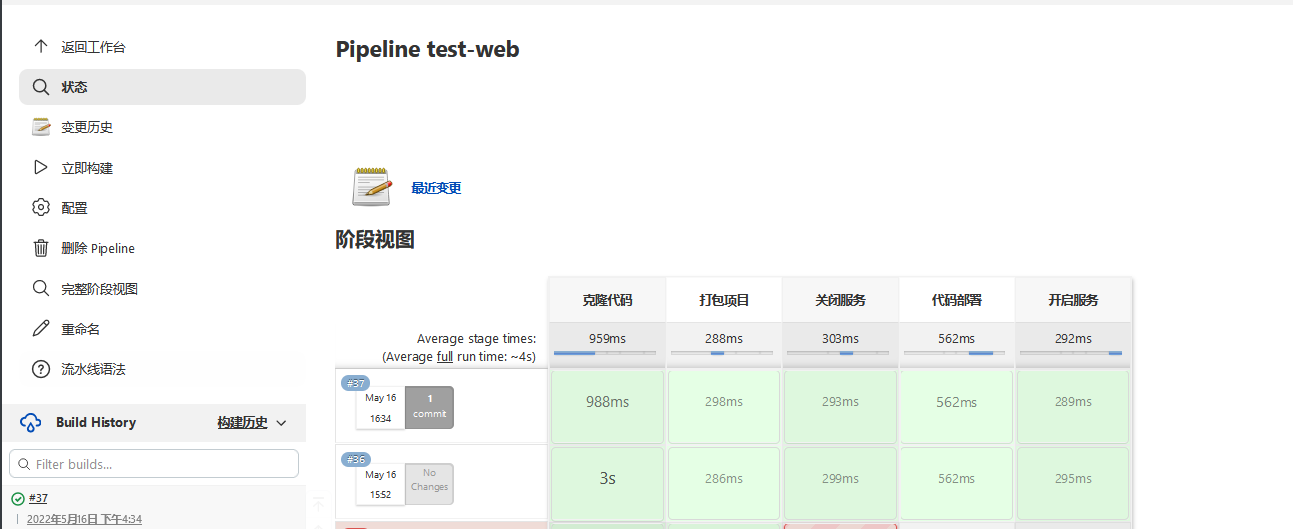 返回工作台
状态
变更历史
立即构建
配置
删除 Pipeline
完整阶段视图
重命名
流水线语法
Build History 构建历史
Filter builds...
#37
2022年5月16日 下午4:34
Pipeline test-web
最近变更
阶段视图
克隆代码 打包项目 关闭服务 代码部署 开启服务
Average stage times: 959ms 288ms 303ms 562ms 292ms
(Average full run time: ~4s)
#37
May 16 1
16:34 commit
988ms 298ms 293ms 562ms 289ms
#36
May 16 No
15:52 Changes
3s 286ms 299ms 562ms 295ms